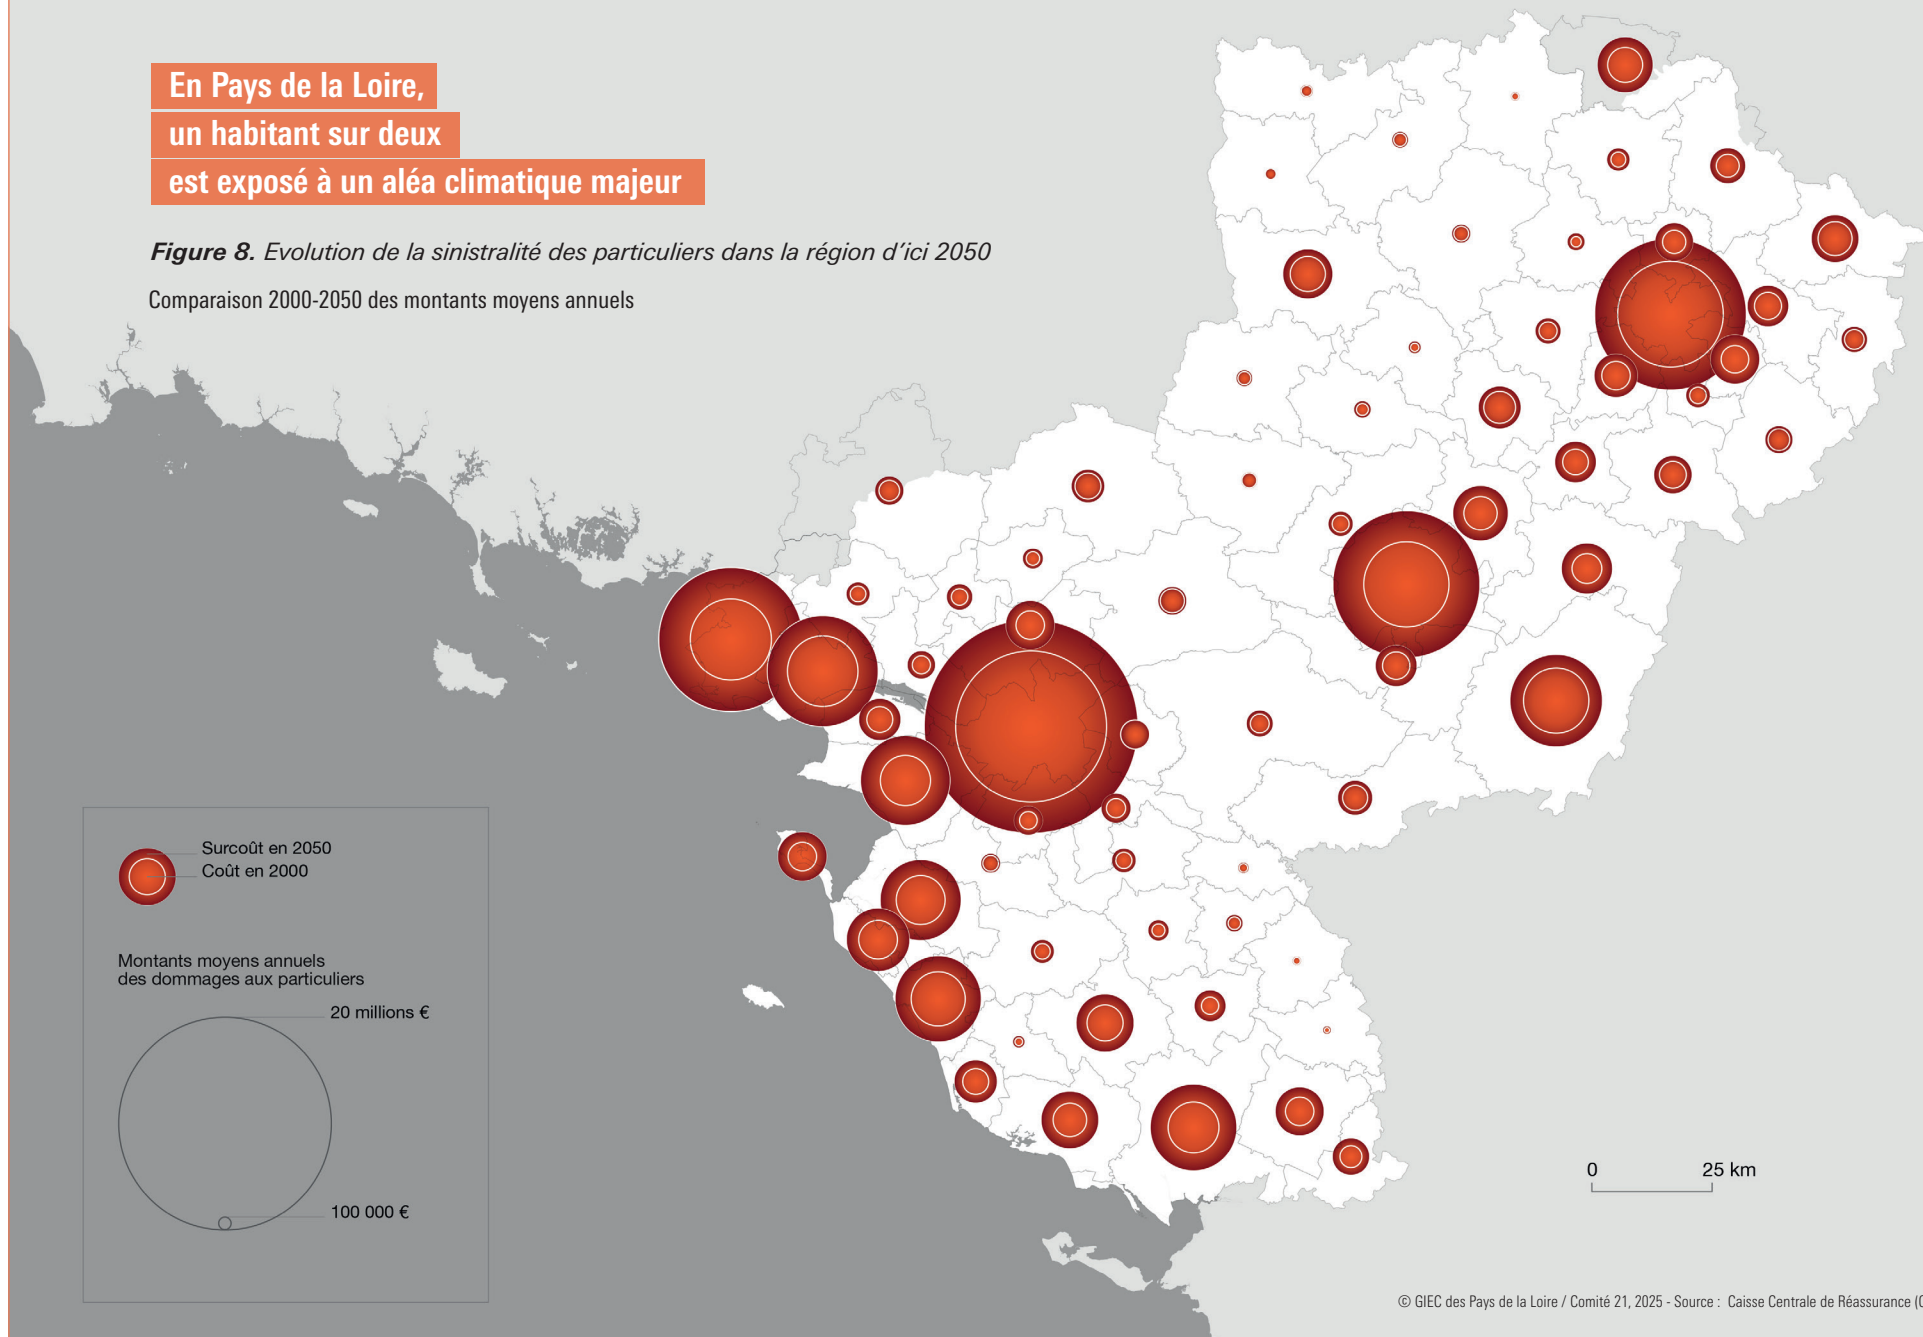 En Pays de la Loire,
un habitant sur deux
est exposé à un aléa climatique majeur
Figure 8. Evolution de la sinistralité des particuliers dans la région d'ici 2050
Comparaison 2000-2050 des montants moyens annuels
Surcoût en 2050
Coût en 2000
Montants moyens annuels
des dommages aux particuliers
20 millions €
100 000 €
0 25 km
© GIEC des Pays de la Loire / Comité 21, 2025 - Source : Caisse Centrale de Réassurance (